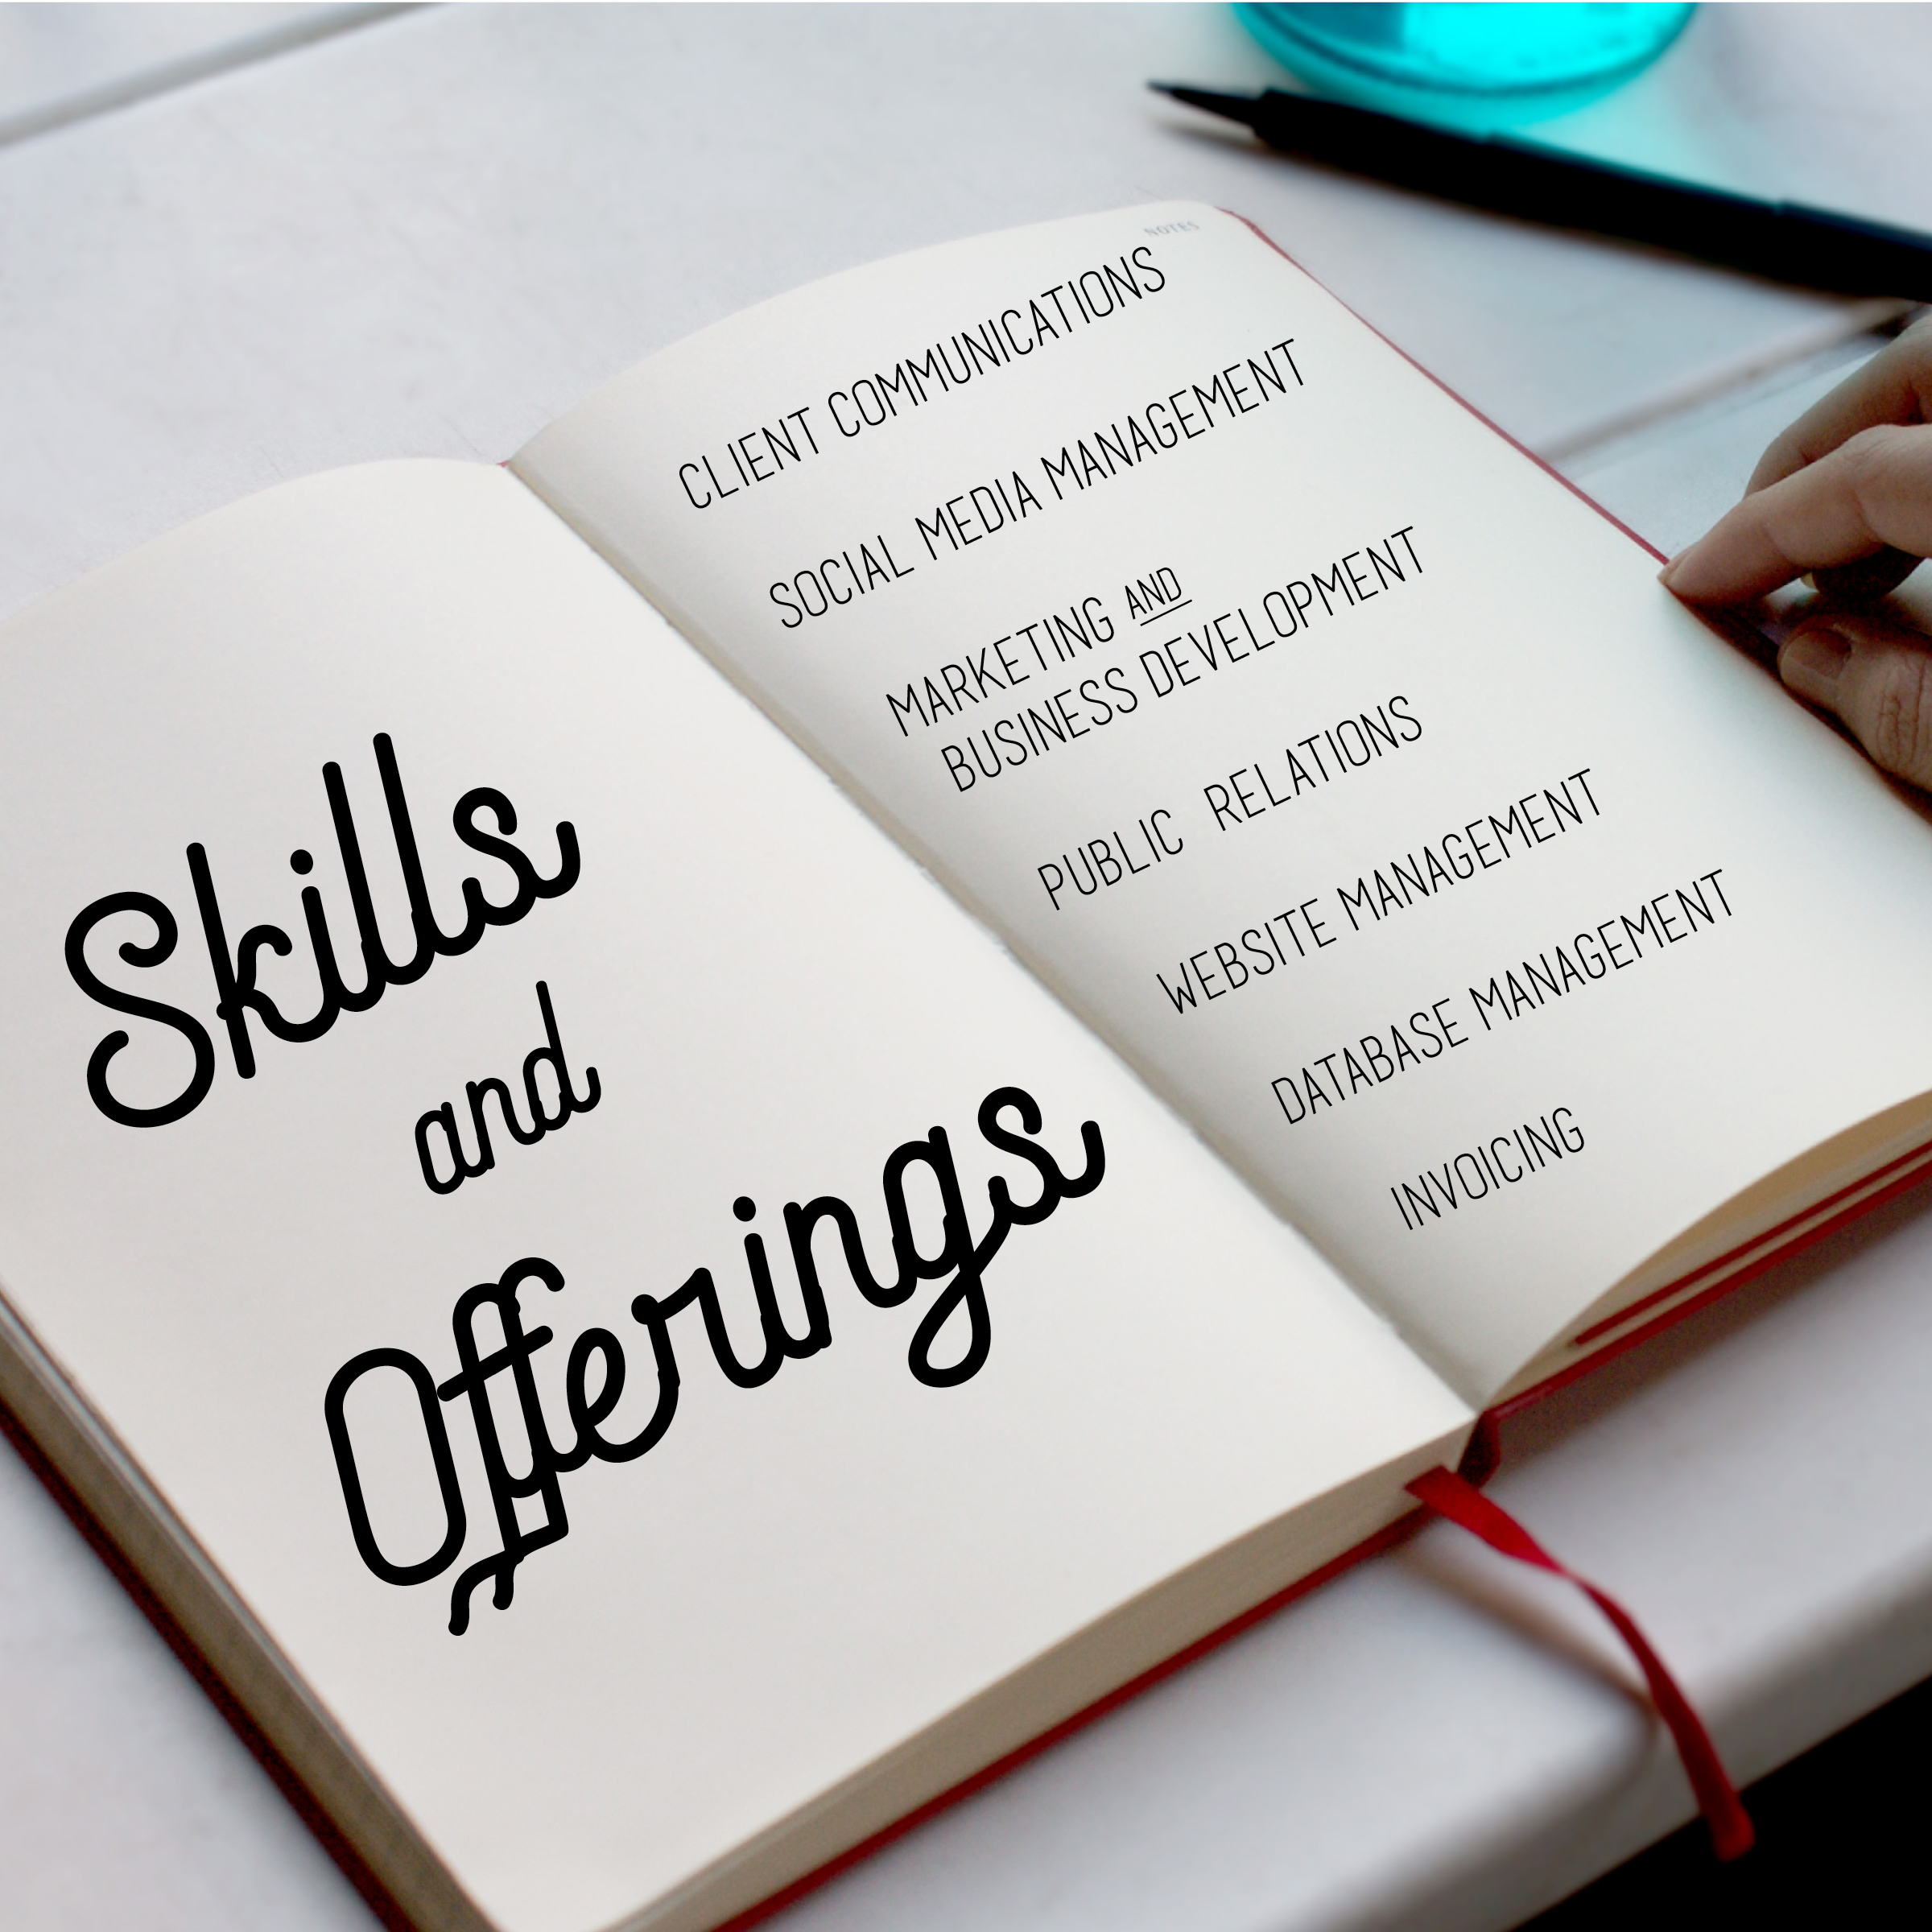 Skills
and
Offerings
NOTES
CLIENT COMMUNICATIONS
SOCIAL MEDIA MANAGEMENT
MARKETING AND
BUSINESS DEVELOPMENT
PUBLIC RELATIONS
WEBSITE MANAGEMENT
DATABASE MANAGEMENT
INVOICING